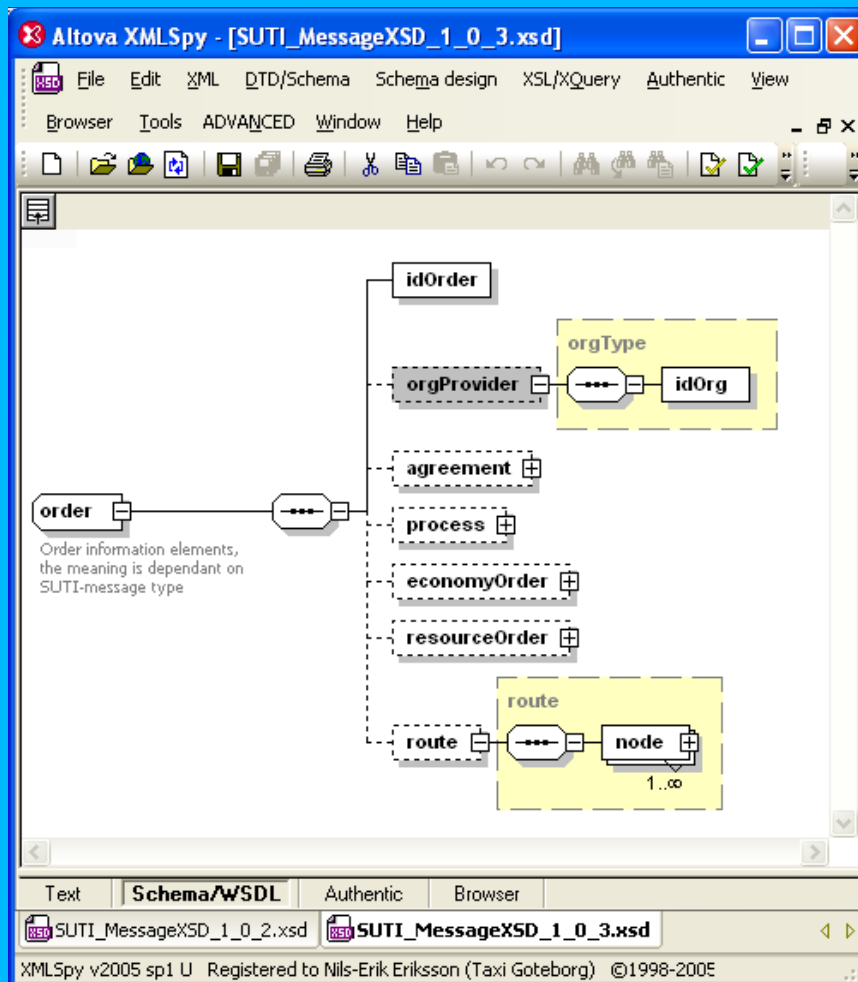 Altova XMLSpy - [SUTI_MessageXSD_1_0_3.xsd]
File Edit XML DTD/Schema Schema design XSL/XQuery Authentic View
Browser Tools ADVANCED Window Help
idOrder
orgType
orgProvider
idOrg
agreement
order
process
Order information elements,
the meaning is dependant on
SUTI-message type
economyOrder
resourceOrder
route
route
node
1..∞
Text Schema/WSDL Authentic Browser
SUTI_MessageXSD_1_0_2.xsd SUTI_MessageXSD_1_0_3.xsd
XMLSpy v2005 sp1 U Registered to Nils-Erik Eriksson (Taxi Goteborg) ©1998-2005